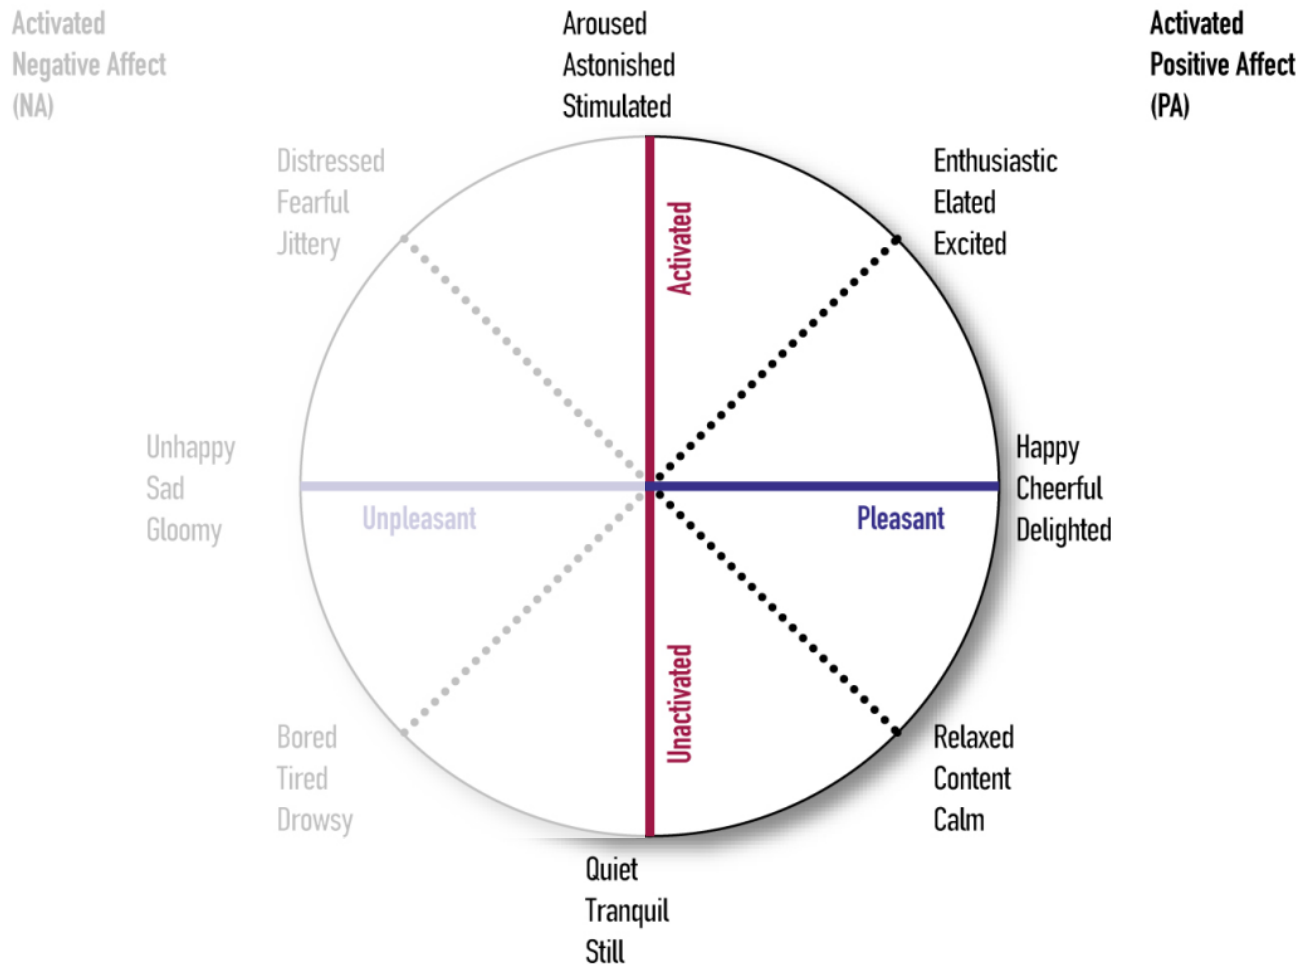 Activated
Negative Affect
(NA)
Aroused
Astonished
Stimulated
Activated
Positive Affect
(PA)
Distressed
Fearful
Jittery
Enthusiastic
Elated
Excited
Activated
Unhappy
Sad
Gloomy
Unpleasant
Pleasant
Happy
Cheerful
Delighted
Unactivated
Bored
Tired
Drowsy
Relaxed
Content
Calm
Quiet
Tranquil
Still